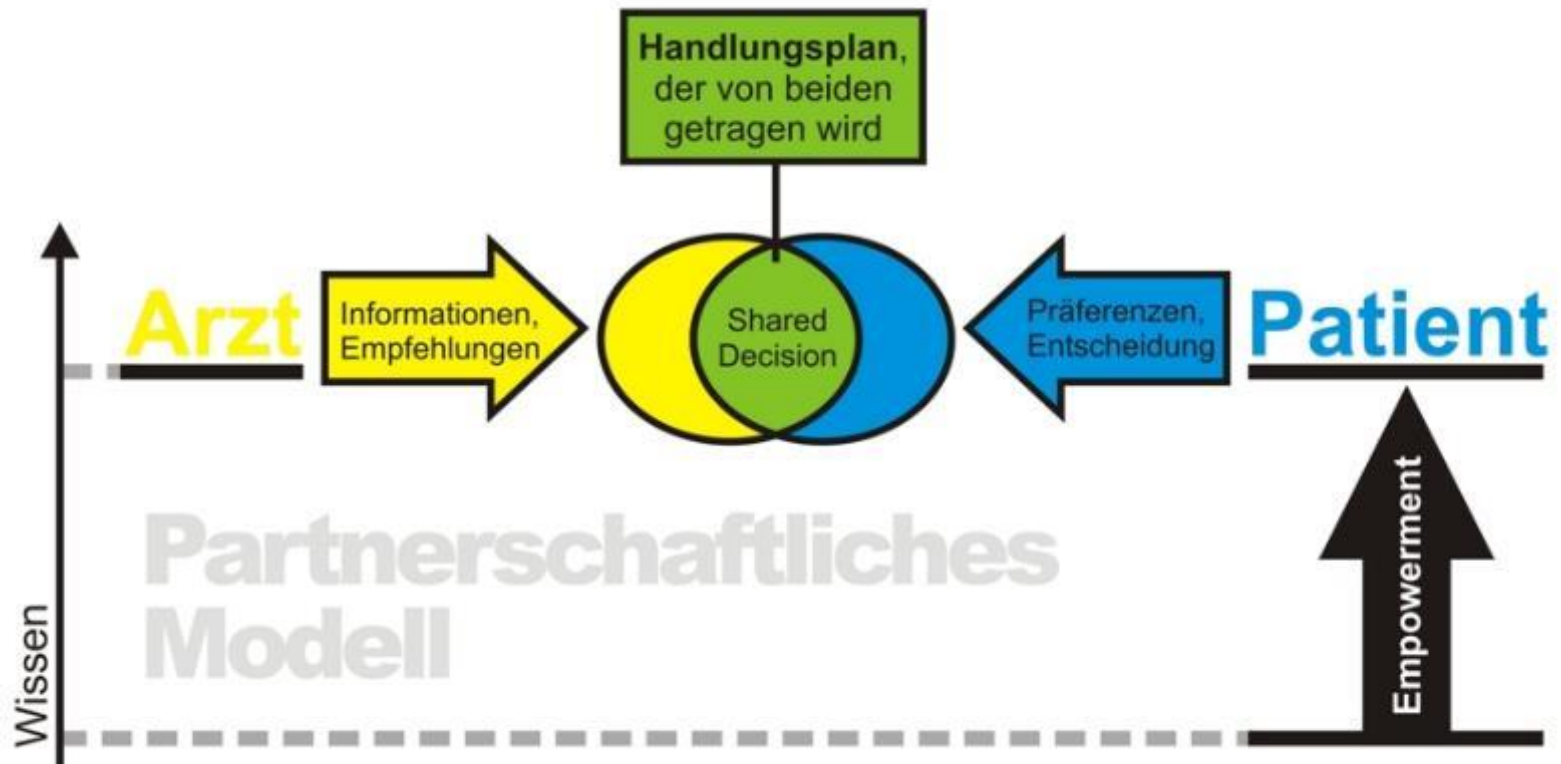 Handlungsplan,
der von beiden
getragen wird
Arzt
Informationen,
Empfehlungen
Shared
Decision
Präferenzen,
Entscheidung
Patient
Partnerschaftliches
Modell
Empowerment
Wissen